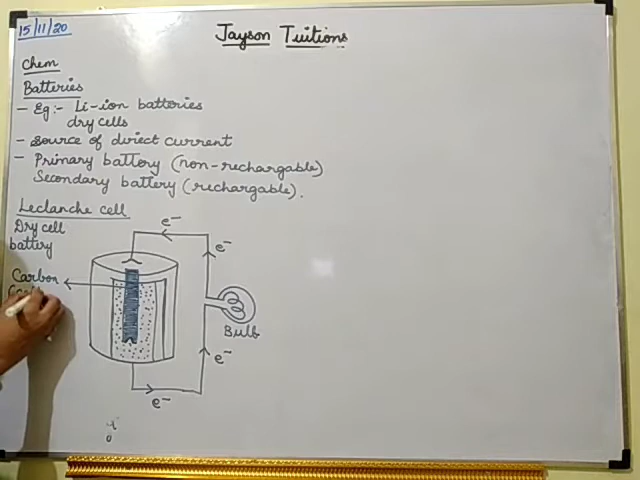 15/11/20
Jayson Tuitions
Chem
Batteries
- Eg:- Li-ion batteries
dry cells
- source of direct current
- Primary battery (non-rechargable)
Secondary battery (rechargable).
Leclanche cell
Dry cell
battery
e⁻
e⁻
Carbon
Bulb
e⁻
e⁻